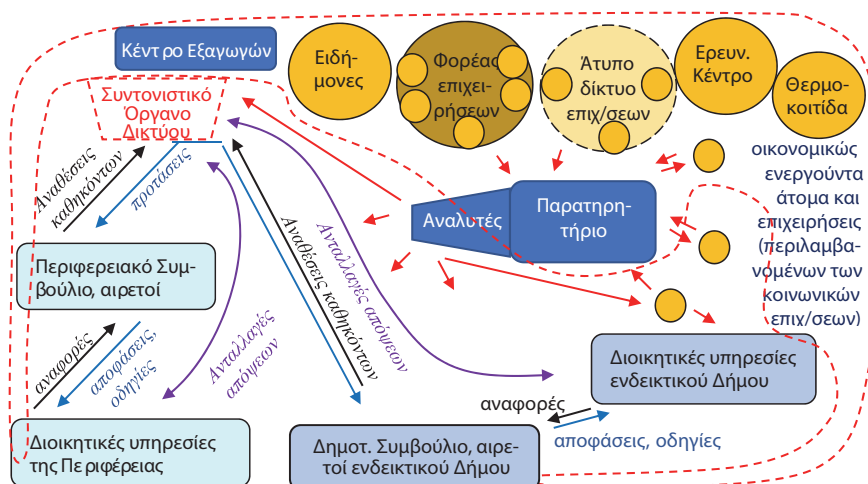 Κέντρο Εξαγωγών
Ειδή-
μονες
Φορέας
επιχει-
ρήσεων
Άτυπο
δίκτυο
επιχ/σεων
Ερευν.
Κέντρο
Θερμο-
κοιτίδα
Συντονιστικό
Όργανο
Δικτύου
Αναθέσεις
καθηκόντων
προτάσεις
Αναθέσεις καθηκόντων
Ανταλλαγές απόψεων
Αναλυτές
Παρατηρη-
τήριο
οικονομικώς
ενεργούντα
άτομα και
επιχειρήσεις
(περιλαμβα-
νομένων των
κοινωνικών
επιχ/σεων)
Περιφερειακό Συμ-
βούλιο, αιρετοί
αναφορές
αποφάσεις,
οδηγίες
Ανταλλαγές
απόψεων
Διοικητικές υπηρεσίες
ενδεικτικού Δήμου
αναφορές
αποφάσεις, οδηγίες
Διοικητικές υπηρεσίες
της Περιφέρειας
Δημοτ. Συμβούλιο, αιρε-
τοί ενδεικτικού Δήμου